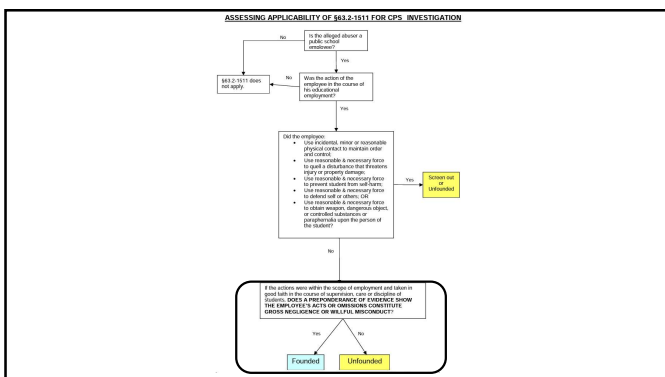 ASSESSING APPLICABILITY OF §63.2-1511 FOR CPS INVESTIGATION
Is the alleged abuser a
public school
employee?
No
Yes
§63.2-1511 does
not apply.
No
Was the action of the
employee in the course of
his educational
employment?
Yes
Did the employee:
• Use incidental, minor or reasonable
physical contact to maintain order
and control;
• Use reasonable & necessary force
to quell a disturbance that threatens
injury or property damage;
• Use reasonable & necessary force
to prevent student from self-harm;
• Use reasonable & necessary force
to defend self or others; OR
• Use reasonable & necessary force
to obtain weapon, dangerous object,
or controlled substances or
paraphernalia upon the person of
the student?
Yes
Screen out
or
Unfounded
No
If the actions were within the scope of employment and taken in
good faith in the course of supervision, care or discipline of
students, DOES A PREPONDERANCE OF EVIDENCE SHOW
THE EMPLOYEE'S ACTS OR OMISSIONS CONSTITUTE
GROSS NEGLIGENCE OR WILLFUL MISCONDUCT?
Yes
No
Founded
Unfounded